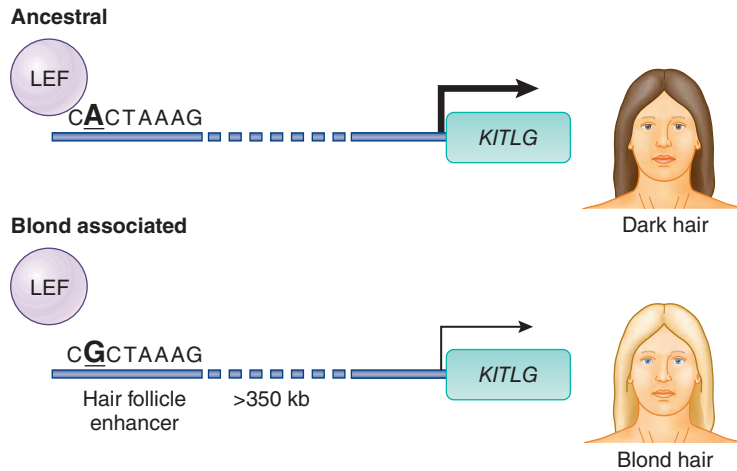 Ancestral
LEF
CACTAAAG
KITLG
Dark hair
Blond associated
LEF
CGCTAAAG
KITLG
Hair follicle
enhancer
>350 kb
Blond hair